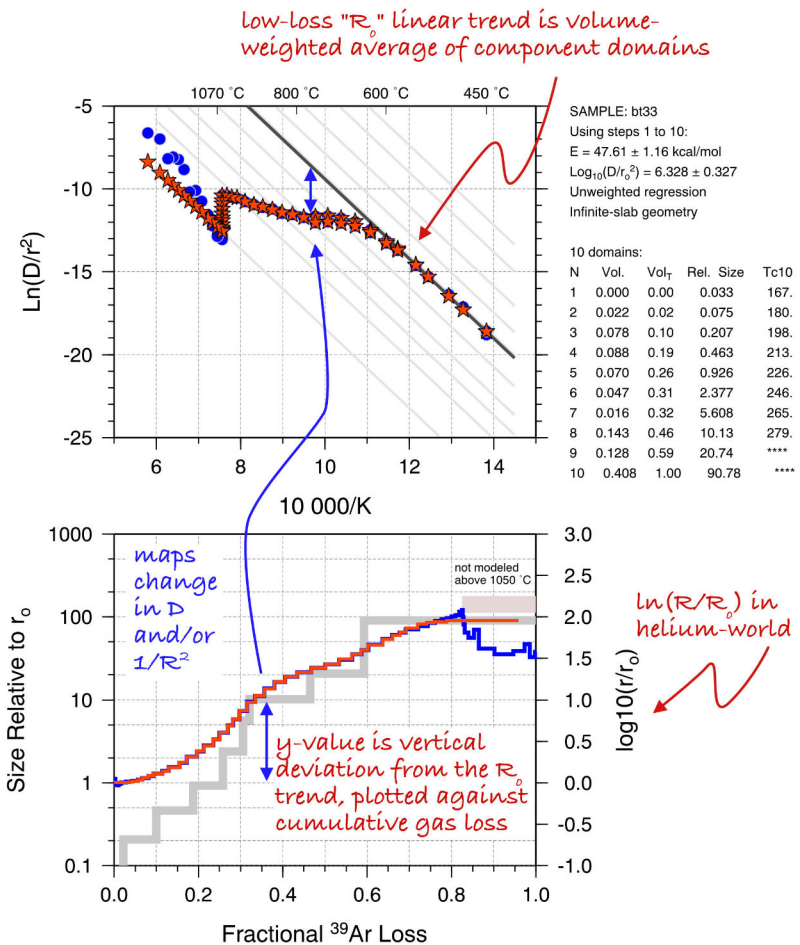 low-loss "R₀" linear trend is volume-
weighted average of component domains
1070 °C 800 °C 600 °C 450 °C
-5
-10
-15
-20
-25
Ln(D/r²)
6 8 10 12 14
10 000/K
SAMPLE: bt33
Using steps 1 to 10:
E = 47.61 ± 1.16 kcal/mol
Log₁₀(D/r₀²) = 6.328 ± 0.327
Unweighted regression
Infinite-slab geometry
10 domains:
N Vol. Vol_T Rel. Size Tc10
1 0.000 0.00 0.033 167.
2 0.022 0.02 0.075 180.
3 0.078 0.10 0.207 198.
4 0.088 0.19 0.463 213.
5 0.070 0.26 0.926 226.
6 0.047 0.31 2.377 246.
7 0.016 0.32 5.608 265.
8 0.143 0.46 10.13 279.
9 0.128 0.59 20.74 ****
10 0.408 1.00 90.78 ****
1000
100
10
1
0.1
Size Relative to r₀
maps
change
in D
and/or
1/R²
not modeled
above 1050 °C
y-value is vertical
deviation from the R₀
trend, plotted against
cumulative gas loss
3.0
2.5
2.0
1.5
1.0
0.5
0.0
-0.5
-1.0
log10(r/r₀)
ln(R/R₀) in
helium-world
0.0 0.2 0.4 0.6 0.8 1.0
Fractional ³⁹Ar Loss